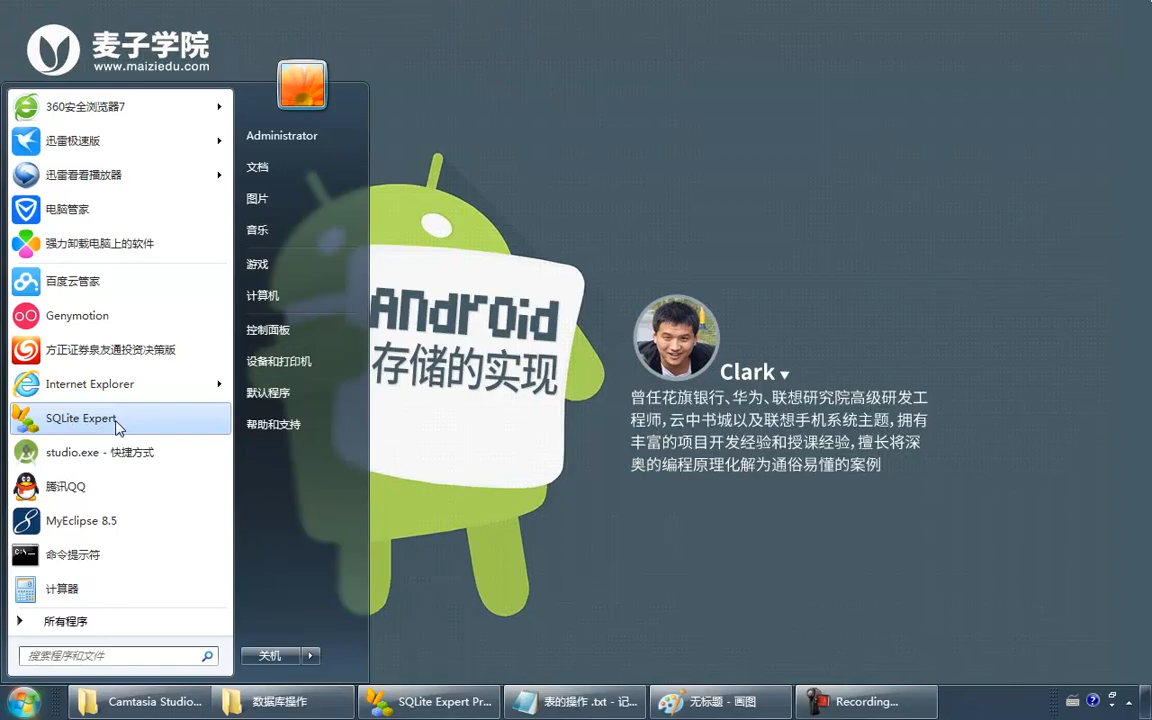 麦子学院
www.maiziedu.com
360安全浏览器7
迅雷极速版
迅雷看看播放器
电脑管家
强力卸载电脑上的软件
百度云管家
Genymotion
方正证券泉友通投资决策版
Internet Explorer
SQLite Expert
studio.exe - 快捷方式
腾讯QQ
MyEclipse 8.5
命令提示符
计算器
所有程序
搜索程序和文件
Administrator
文档
图片
音乐
游戏
计算机
控制面板
设备和打印机
默认程序
帮助和支持
关机
Android
存储的实现
Clark
曾任花旗银行、华为、联想研究院高级研发工
程师,云中书城以及联想手机系统主题,拥有
丰富的项目开发经验和授课经验,擅长将深
奥的编程原理化解为通俗易懂的案例
Camtasia Studio...
数据库操作
SQLite Expert Pr...
表的操作 .txt - 记...
无标题 - 画图
Recording...